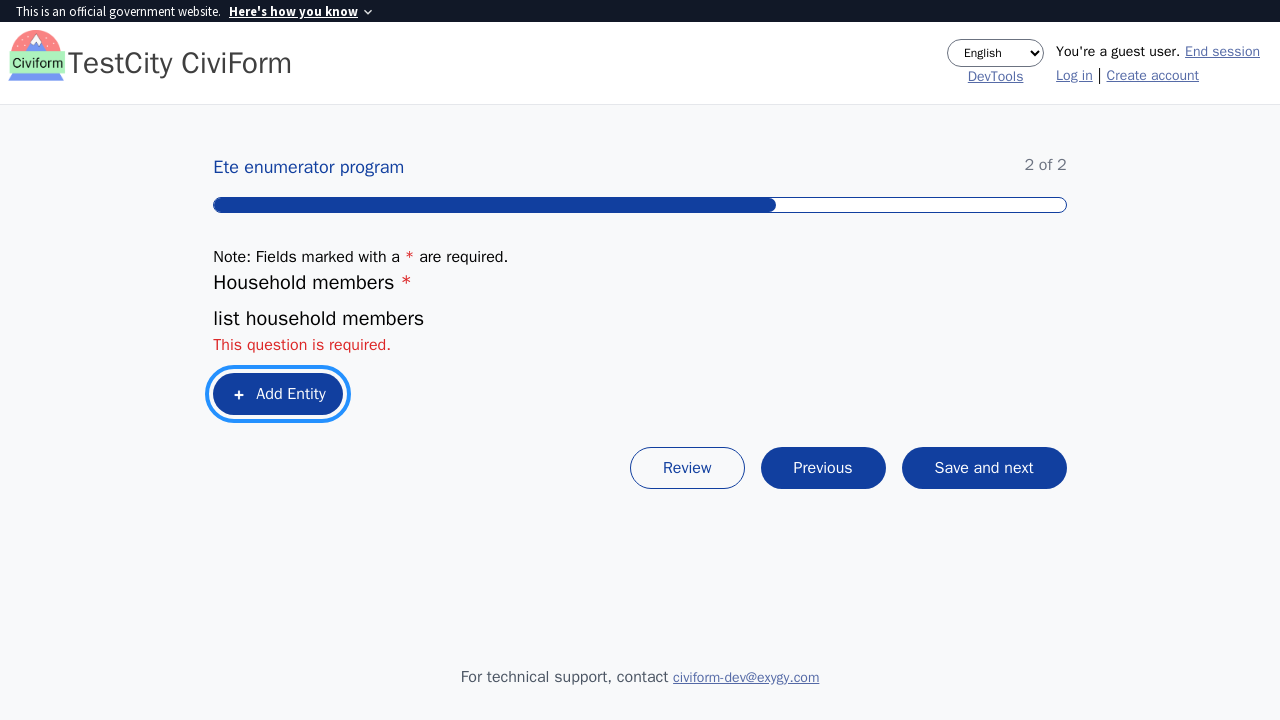 This is an official government website. Here's how you know
Civiform
TestCity CiviForm
English
DevTools
You're a guest user. End session
Log in | Create account
Ete enumerator program
2 of 2
Note: Fields marked with a * are required.
Household members *
list household members
This question is required.
+ Add Entity
Review
Previous
Save and next
For technical support, contact civiform-dev@exygy.com